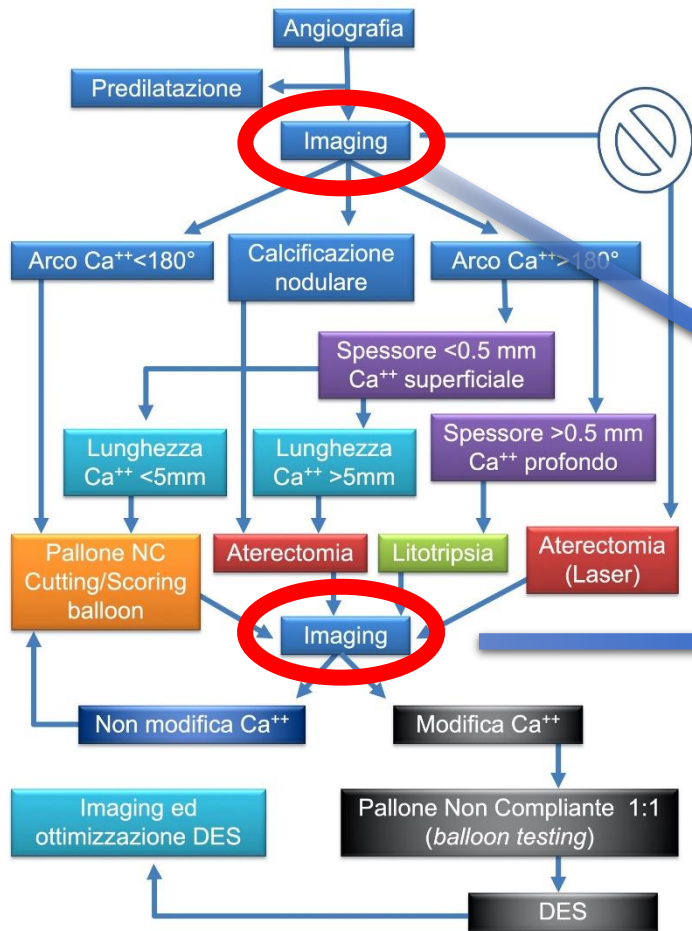 Angiografia
Predilatazione
Imaging
Arco Ca⁺⁺<180°
Calcificazione
nodulare
Arco Ca⁺⁺>180°
Spessore <0.5 mm
Ca⁺⁺ superficiale
Lunghezza
Ca⁺⁺ <5mm
Lunghezza
Ca⁺⁺ >5mm
Spessore >0.5 mm
Ca⁺⁺ profondo
Pallone NC
Cutting/Scoring
balloon
Aterectomia
Litotripsia
Aterectomia
(Laser)
Imaging
Non modifica Ca⁺⁺
Modifica Ca⁺⁺
Imaging ed
ottimizzazione DES
Pallone Non Compliante 1:1
(balloon testing)
DES